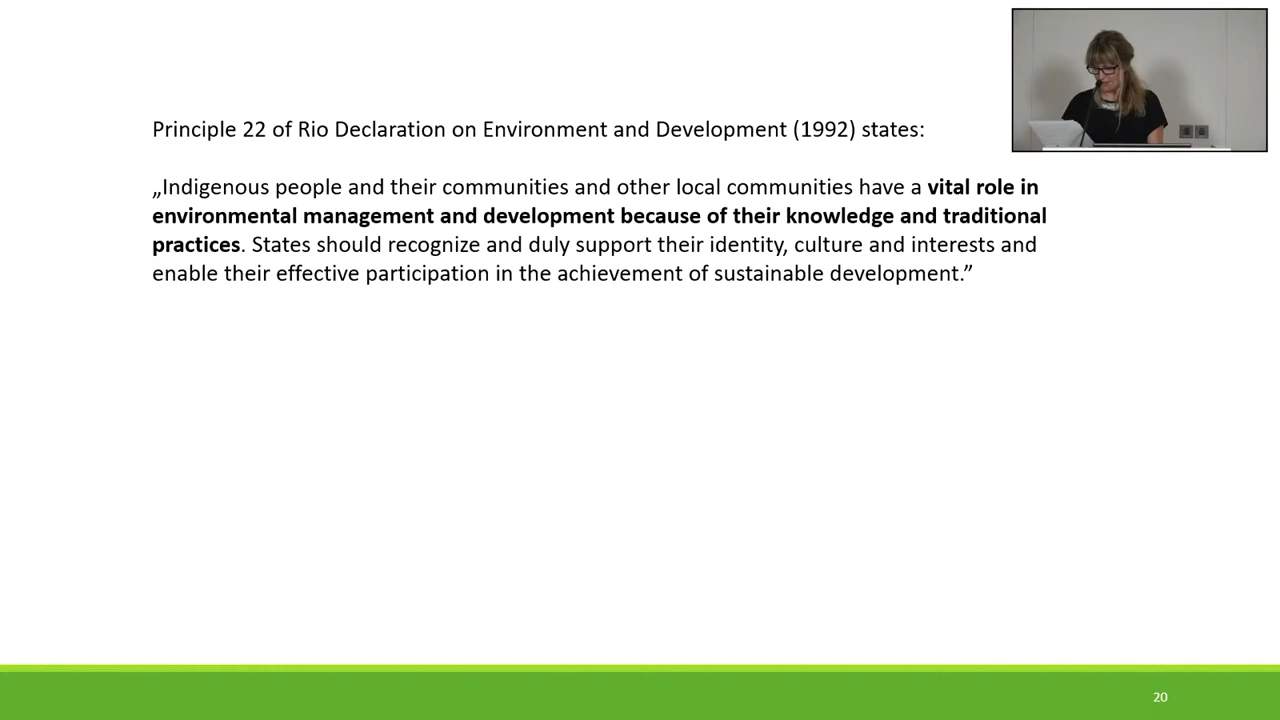 Principle 22 of Rio Declaration on Environment and Development (1992) states:
„Indigenous people and their communities and other local communities have a vital role in
environmental management and development because of their knowledge and traditional
practices. States should recognize and duly support their identity, culture and interests and
enable their effective participation in the achievement of sustainable development.”
20